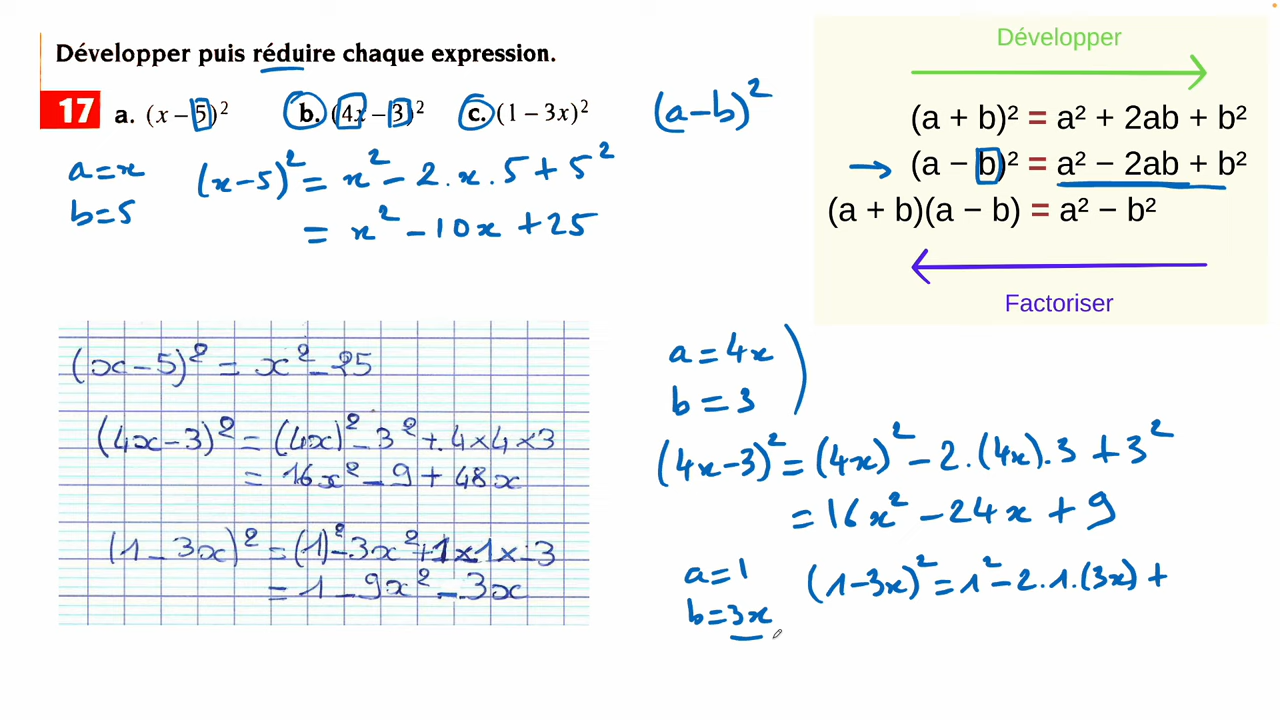 Développer puis réduire chaque expression.
17 a. (x – 5)² b. (4x – 3)² c. (1 – 3x)²
(a-b)²
a=x
b=5
(x-5)² = x² - 2.x.5 + 5²
= x² - 10x + 25
Développer
(a + b)² = a² + 2ab + b²
→ (a − b)² = a² − 2ab + b²
(a + b)(a − b) = a² − b²
Factoriser
(x-5)² = x² - 25
(4x-3)² = (4x)² - 3² + 4×4×3
= 16x² - 9 + 48x
(1-3x)² = (1)² - 3x² + 1×1×-3
= 1 - 9x² - 3x
a = 4x
b = 3
(4x-3)² = (4x)² - 2.(4x).3 + 3²
= 16x² - 24x + 9
a=1
b=3x
(1-3x)² = 1² - 2.1.(3x) +